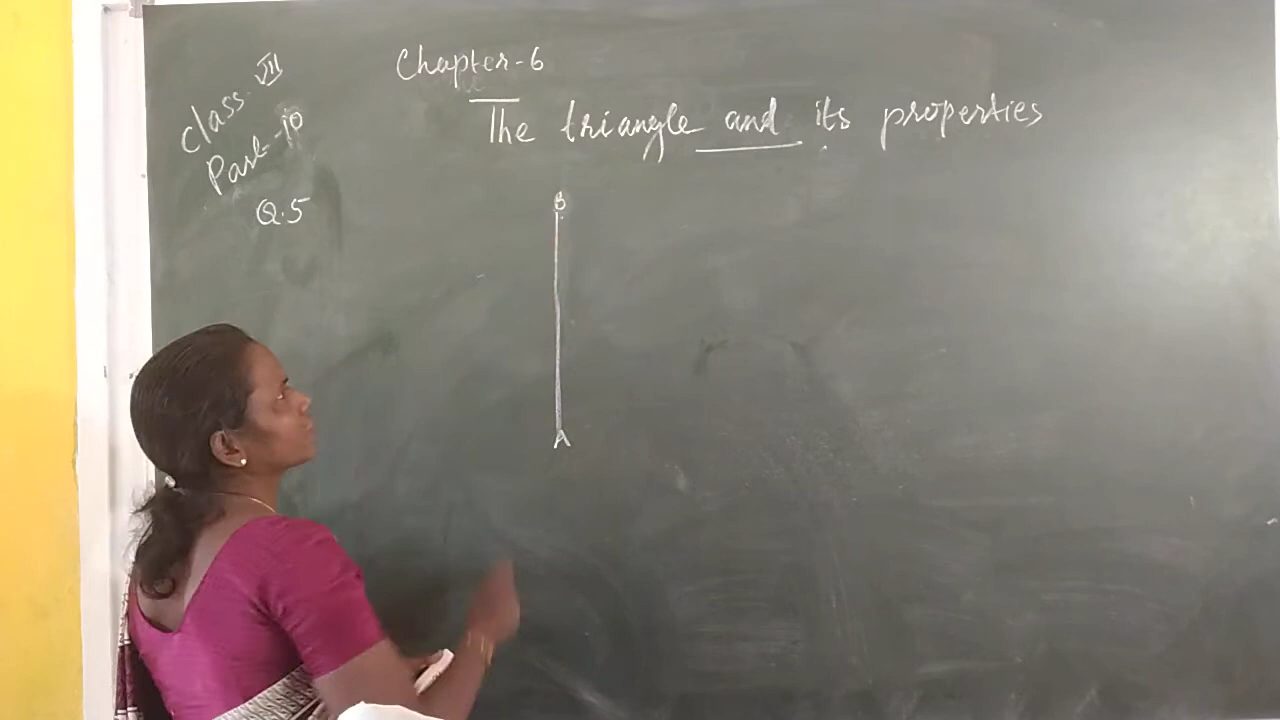 Class. VII
Part-10
Q.5
Chapter-6
The triangle and its properties
B
A